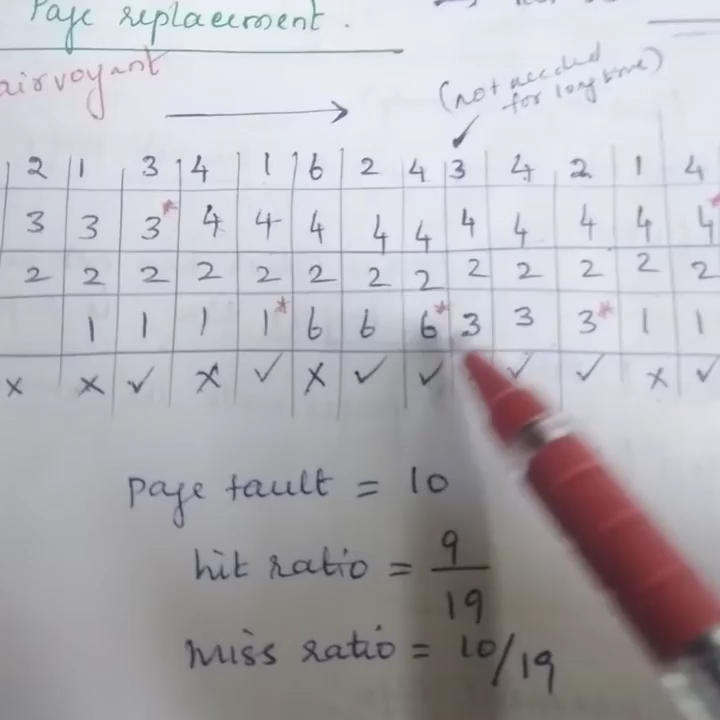 Page replacement.
airvoyant
(not needed
for long time)
2 1 3 4 1 6 2 4 3 4 2 1 4
3 3 3* 4 4 4 4 4 4 4 4 4 4*
2 2 2 2 2 2 2 2 2 2 2 2 2
1 1 1 1* 6 6 6* 3 3 3* 1 1
x x ✓ x ✓ x ✓ ✓ ✓ ✓ x ✓
Page fault = 10
hit ratio = 9/19
miss ratio = 10/19